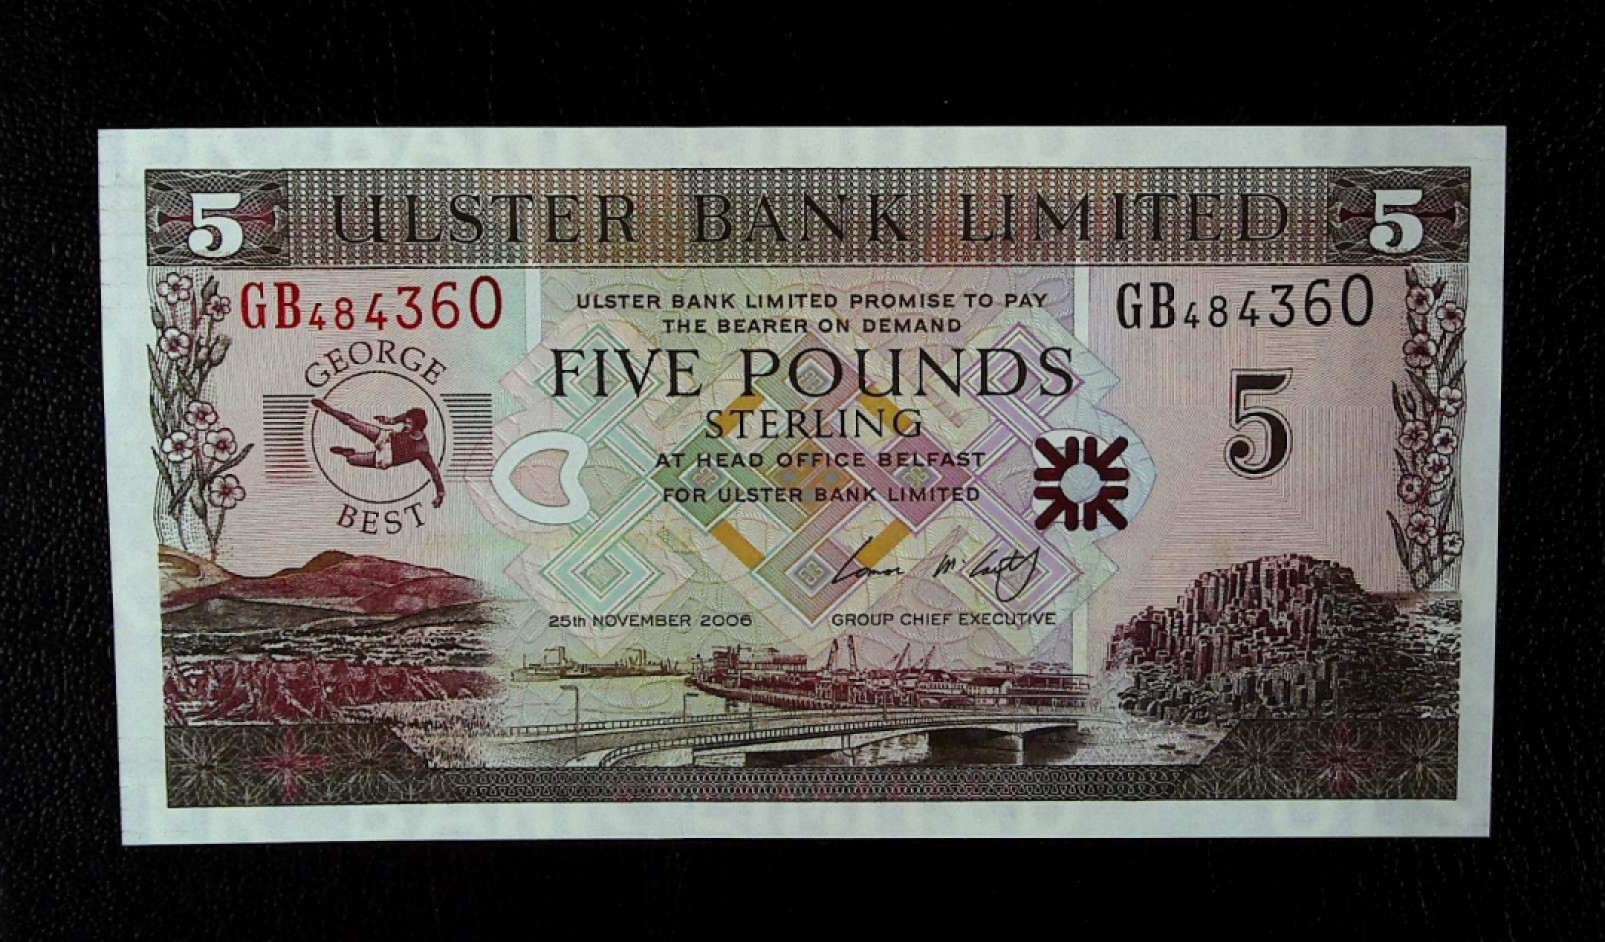 5 ULSTER BANK LIMITED 5
GB484360
GB484360
GEORGE
BEST
ULSTER BANK LIMITED PROMISE TO PAY
THE BEARER ON DEMAND
FIVE POUNDS
STERLING
AT HEAD OFFICE BELFAST
FOR ULSTER BANK LIMITED
5
25th NOVEMBER 2006
GROUP CHIEF EXECUTIVE